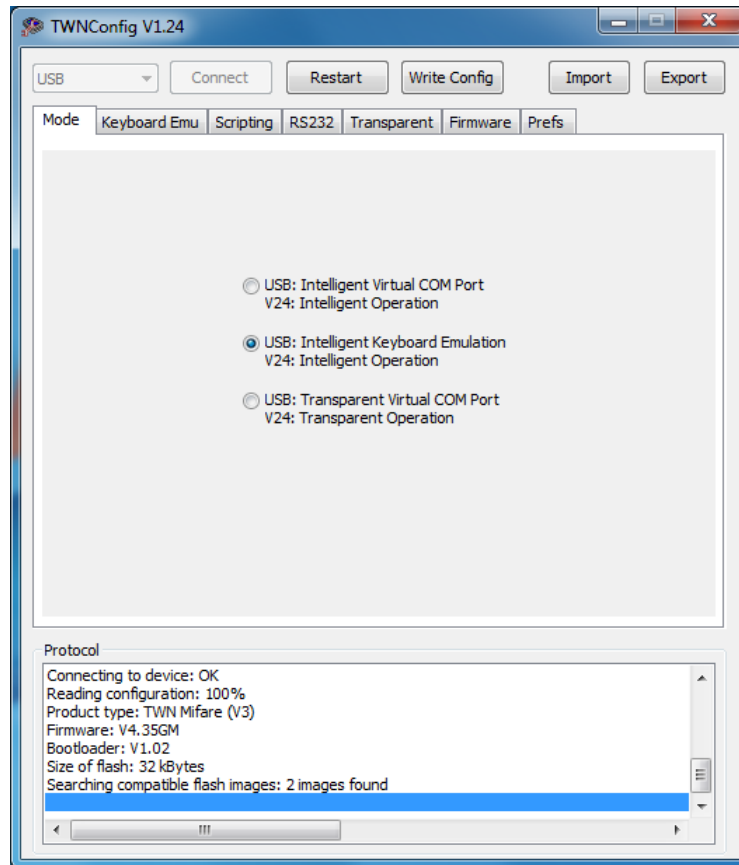 TWNConfig V1.24
USB Connect Restart Write Config Import Export
Mode Keyboard Emu Scripting RS232 Transparent Firmware Prefs
USB: Intelligent Virtual COM Port
V24: Intelligent Operation
USB: Intelligent Keyboard Emulation
V24: Intelligent Operation
USB: Transparent Virtual COM Port
V24: Transparent Operation
Protocol
Connecting to device: OK
Reading configuration: 100%
Product type: TWN Mifare (V3)
Firmware: V4.35GM
Bootloader: V1.02
Size of flash: 32 kBytes
Searching compatible flash images: 2 images found